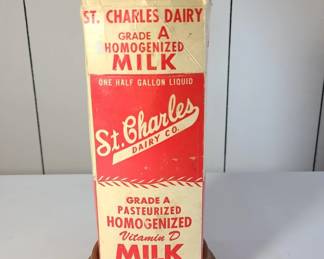 ST. CHARLES DAIRY
GRADE A
HOMOGENIZED
MILK
ONE HALF GALLON LIQUID
St. Charles
DAIRY CO.
GRADE A
PASTEURIZED
HOMOGENIZED
Vitamin D
MILK